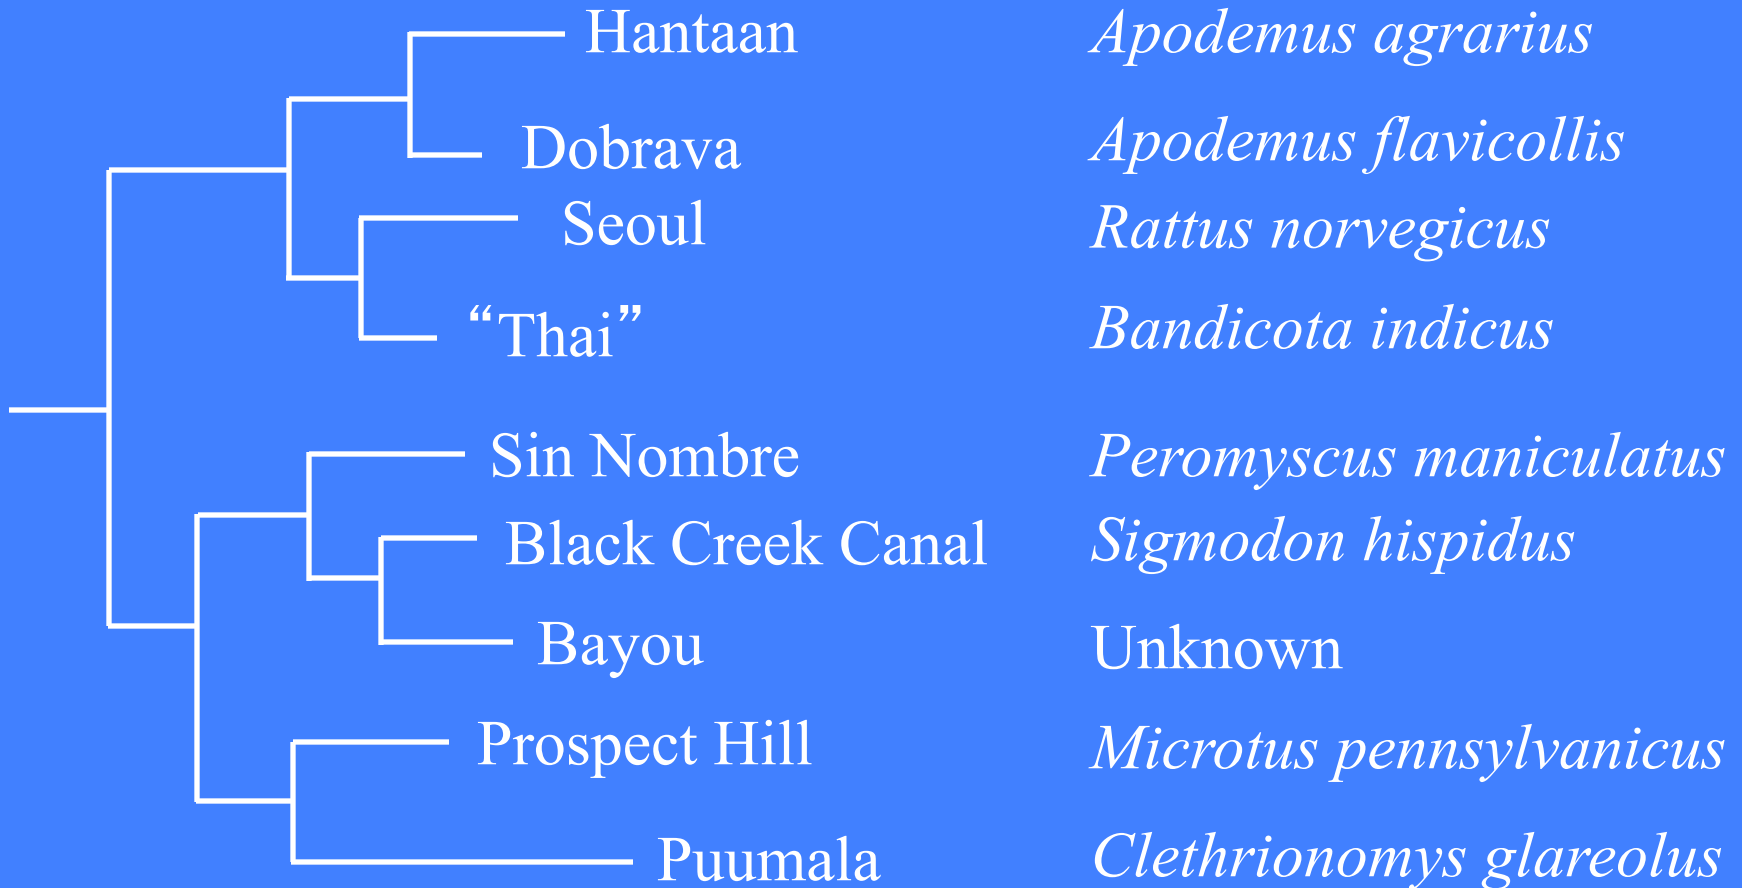 Hantaan Apodemus agrarius
Dobrava Apodemus flavicollis
Seoul Rattus norvegicus
“Thai” Bandicota indicus
Sin Nombre Peromyscus maniculatus
Black Creek Canal Sigmodon hispidus
Bayou Unknown
Prospect Hill Microtus pennsylvanicus
Puumala Clethrionomys glareolus